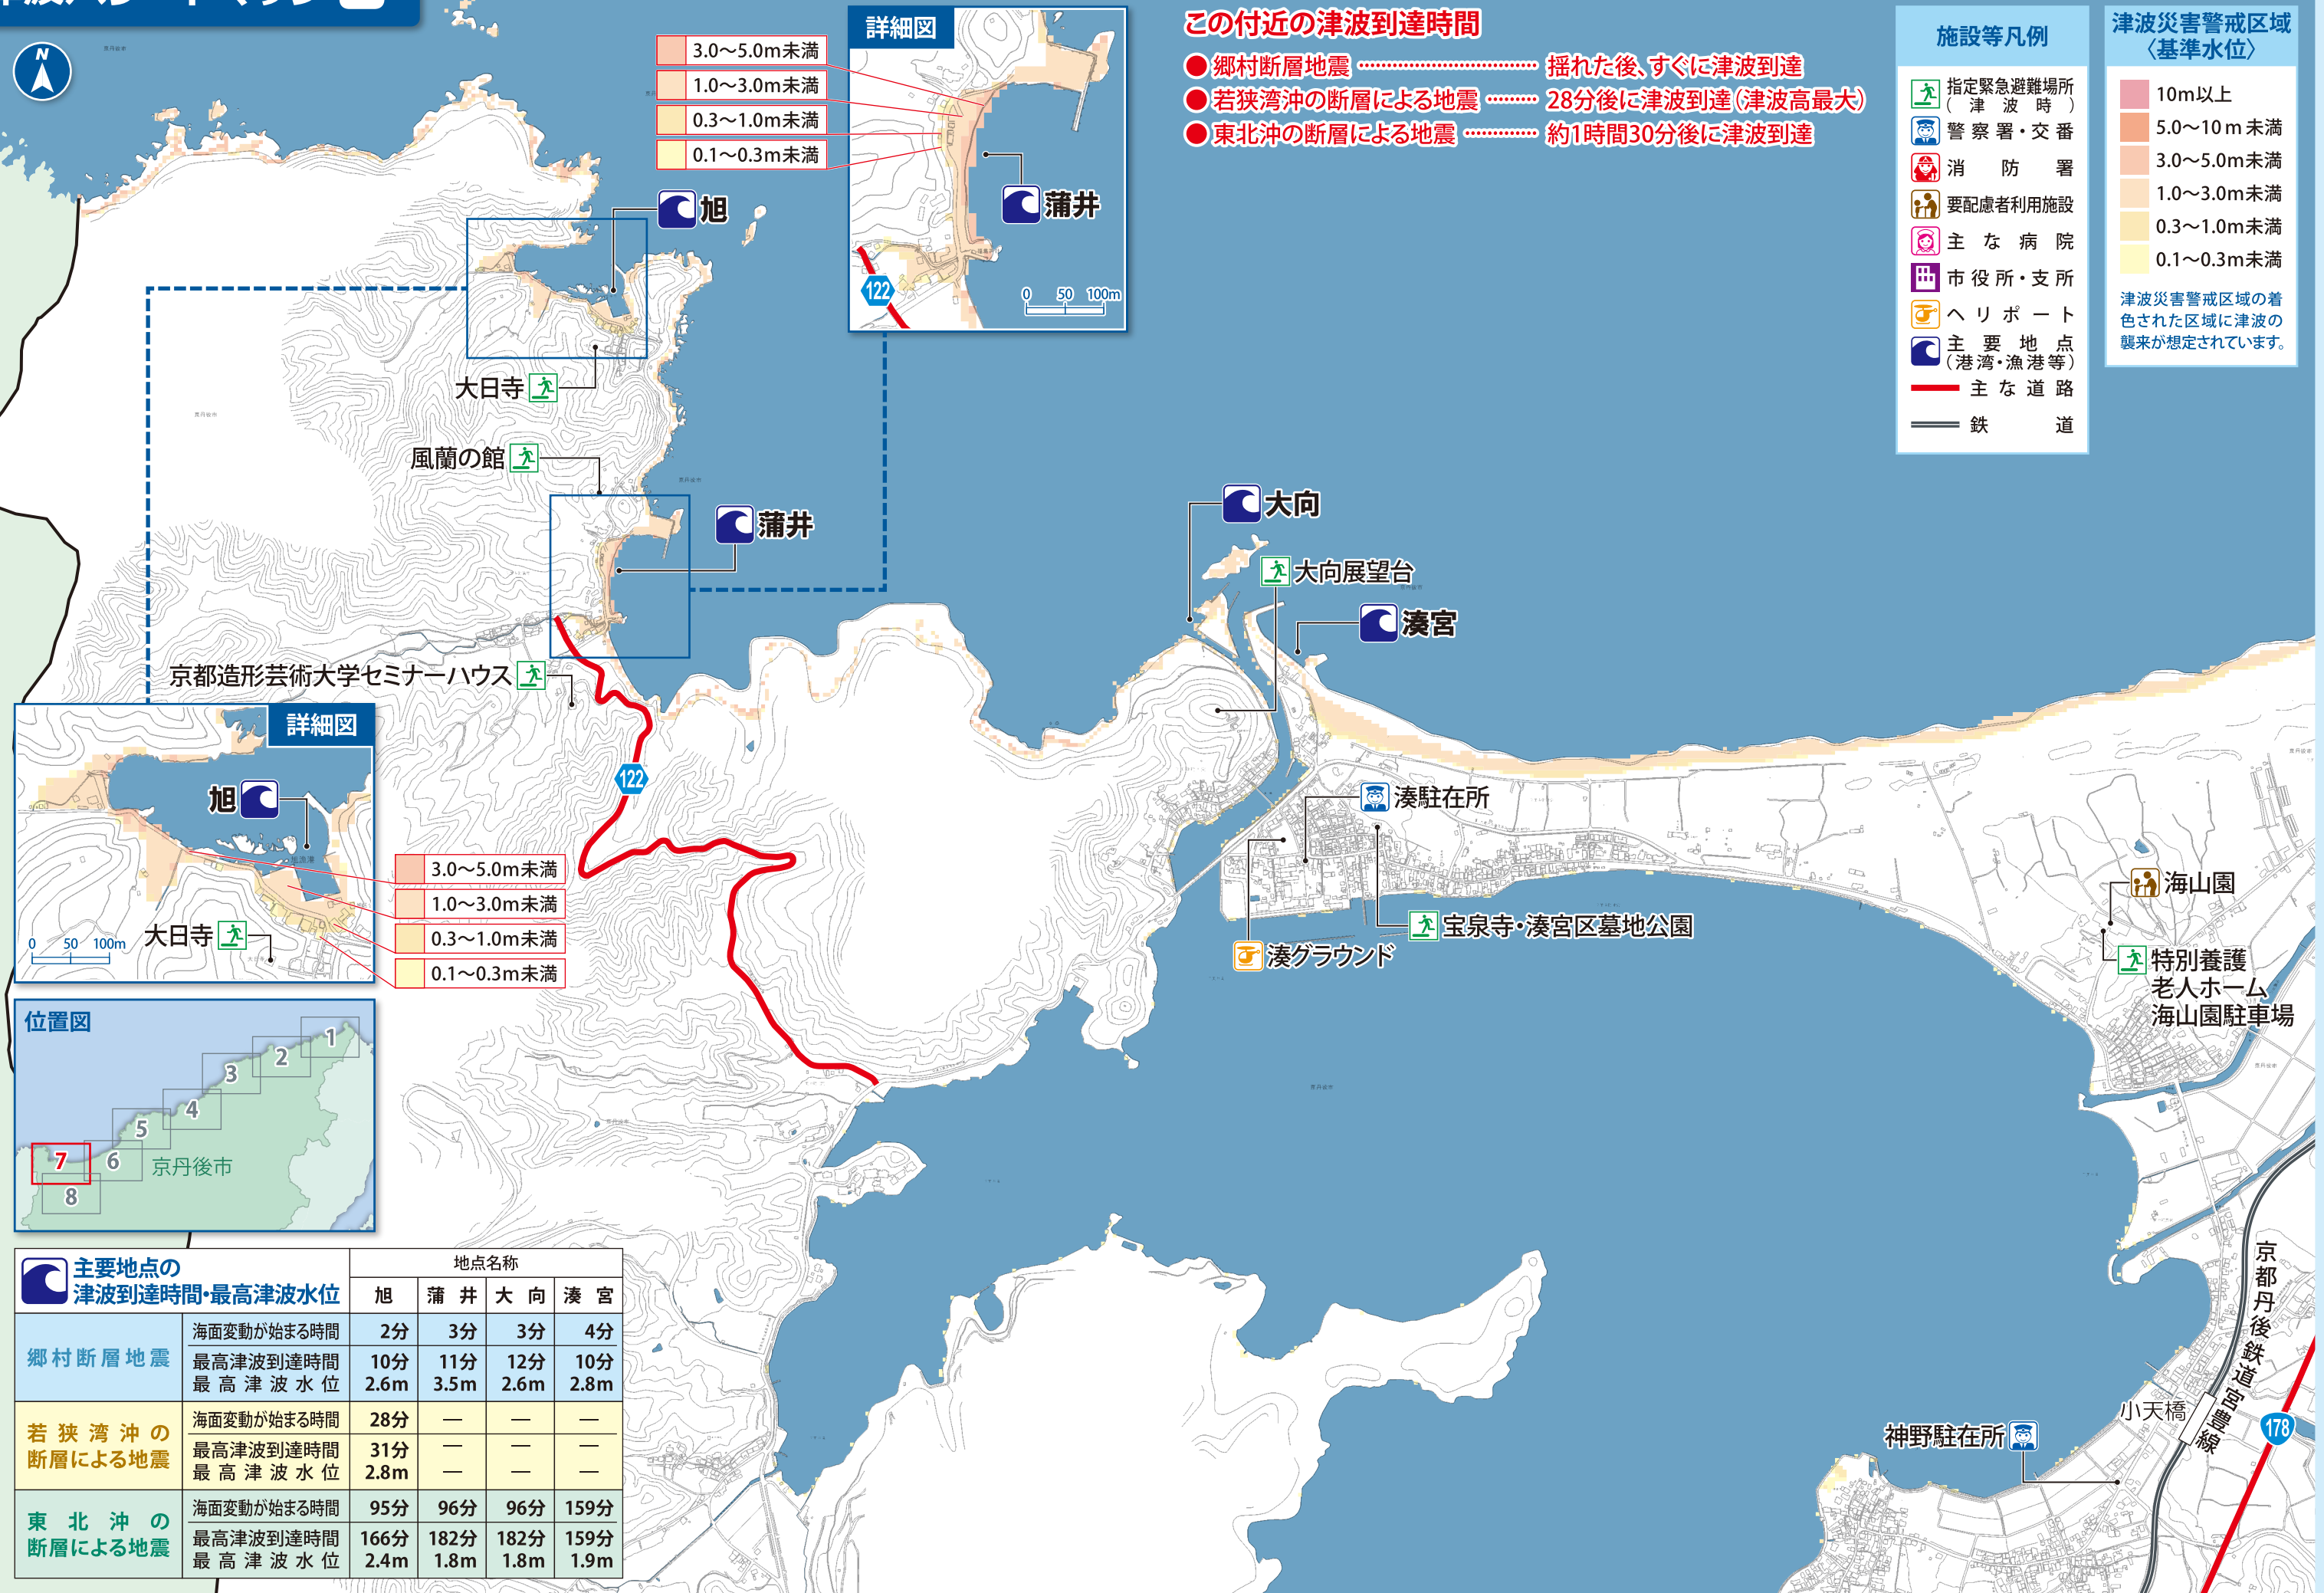 この付近の津波到達時間
●郷村断層地震 …………………………… 揺れた後、すぐに津波到達
●若狭湾沖の断層による地震 ……… 28分後に津波到達（津波高最大）
●東北沖の断層による地震 ………… 約1時間30分後に津波到達
施設等凡例
指定緊急避難場所
（津波時）
警察署・交番
消防署
要配慮者利用施設
主な病院
市役所・支所
ヘリポート
主要地点
（港湾・漁港等）
主な道路
鉄道
津波災害警戒区域
〈基準水位〉
10m以上
5.0～10m未満
3.0～5.0m未満
1.0～3.0m未満
0.3～1.0m未満
0.1～0.3m未満
津波災害警戒区域の着
色された区域に津波の
襲来が想定されています。
N
詳細図
3.0～5.0m未満
1.0～3.0m未満
0.3～1.0m未満
0.1～0.3m未満
蒲井
122
0 50 100m
旭
大日寺
風蘭の館
蒲井
大向
大向展望台
湊宮
京都造形芸術大学セミナーハウス
122
湊駐在所
宝泉寺・湊宮区墓地公園
湊グラウンド
海山園
特別養護
老人ホーム
海山園駐車場
詳細図
旭
大日寺
0 50 100m
3.0～5.0m未満
1.0～3.0m未満
0.3～1.0m未満
0.1～0.3m未満
位置図
1
2
3
4
5
6
7
8
京丹後市
京都丹後鉄道宮豊線
小天橋
178
神野駐在所
主要地点の
津波到達時間・最高津波水位
地点名称
旭 蒲井 大向 湊宮
郷村断層地震
海面変動が始まる時間 2分 3分 3分 4分
最高津波到達時間 10分 11分 12分 10分
最高津波水位 2.6m 3.5m 2.6m 2.8m
若狭湾沖の
断層による地震
海面変動が始まる時間 28分 — — —
最高津波到達時間 31分 — — —
最高津波水位 2.8m — — —
東北沖の
断層による地震
海面変動が始まる時間 95分 96分 96分 159分
最高津波到達時間 166分 182分 182分 159分
最高津波水位 2.4m 1.8m 1.8m 1.9m